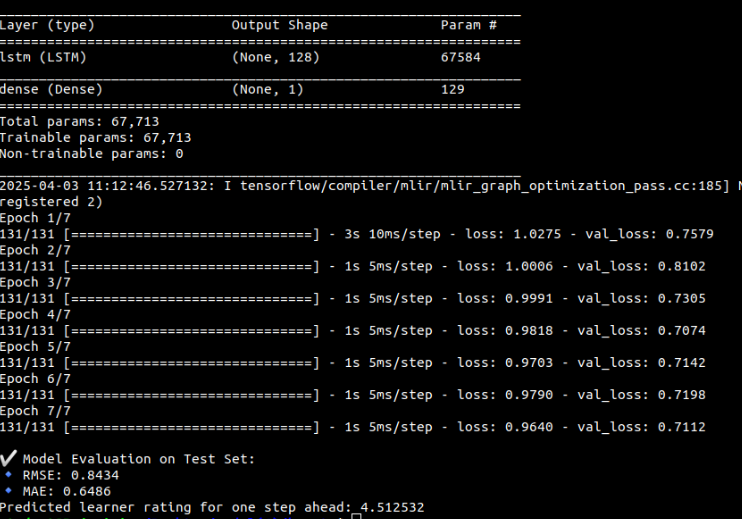 Layer (type) Output Shape Param #
=================================================================
lstm (LSTM) (None, 128) 67584
_________________________________________________________________
dense (Dense) (None, 1) 129
=================================================================
Total params: 67,713
Trainable params: 67,713
Non-trainable params: 0
_________________________________________________________________
2025-04-03 11:12:46.527132: I tensorflow/compiler/mlir/mlir_graph_optimization_pass.cc:185] N
registered 2)
Epoch 1/7
131/131 [==============================] - 3s 10ms/step - loss: 1.0275 - val_loss: 0.7579
Epoch 2/7
131/131 [==============================] - 1s 5ms/step - loss: 1.0006 - val_loss: 0.8102
Epoch 3/7
131/131 [==============================] - 1s 5ms/step - loss: 0.9991 - val_loss: 0.7305
Epoch 4/7
131/131 [==============================] - 1s 5ms/step - loss: 0.9818 - val_loss: 0.7074
Epoch 5/7
131/131 [==============================] - 1s 5ms/step - loss: 0.9703 - val_loss: 0.7142
Epoch 6/7
131/131 [==============================] - 1s 5ms/step - loss: 0.9790 - val_loss: 0.7198
Epoch 7/7
131/131 [==============================] - 1s 5ms/step - loss: 0.9640 - val_loss: 0.7112
✔ Model Evaluation on Test Set:
🔹 RMSE: 0.8434
🔹 MAE: 0.6486
Predicted learner rating for one step ahead: 4.512532